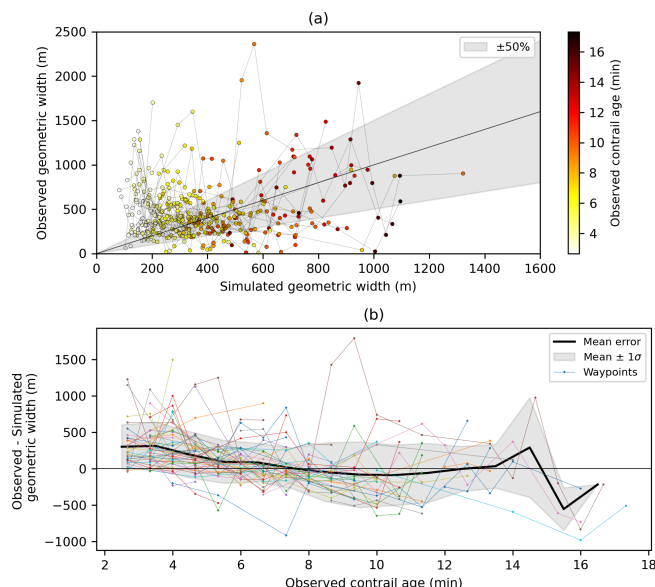 (a)
2500
2000
1500
1000
500
0
Observed geometric width (m)
±50%
0 200 400 600 800 1000 1200 1400 1600
Simulated geometric width (m)
16
14
12
10
8
6
4
Observed contrail age (min)
(b)
1500
1000
500
0
−500
−1000
Observed - Simulated
geometric width (m)
Mean error
Mean ± 1σ
Waypoints
2 4 6 8 10 12 14 16 18
Observed contrail age (min)